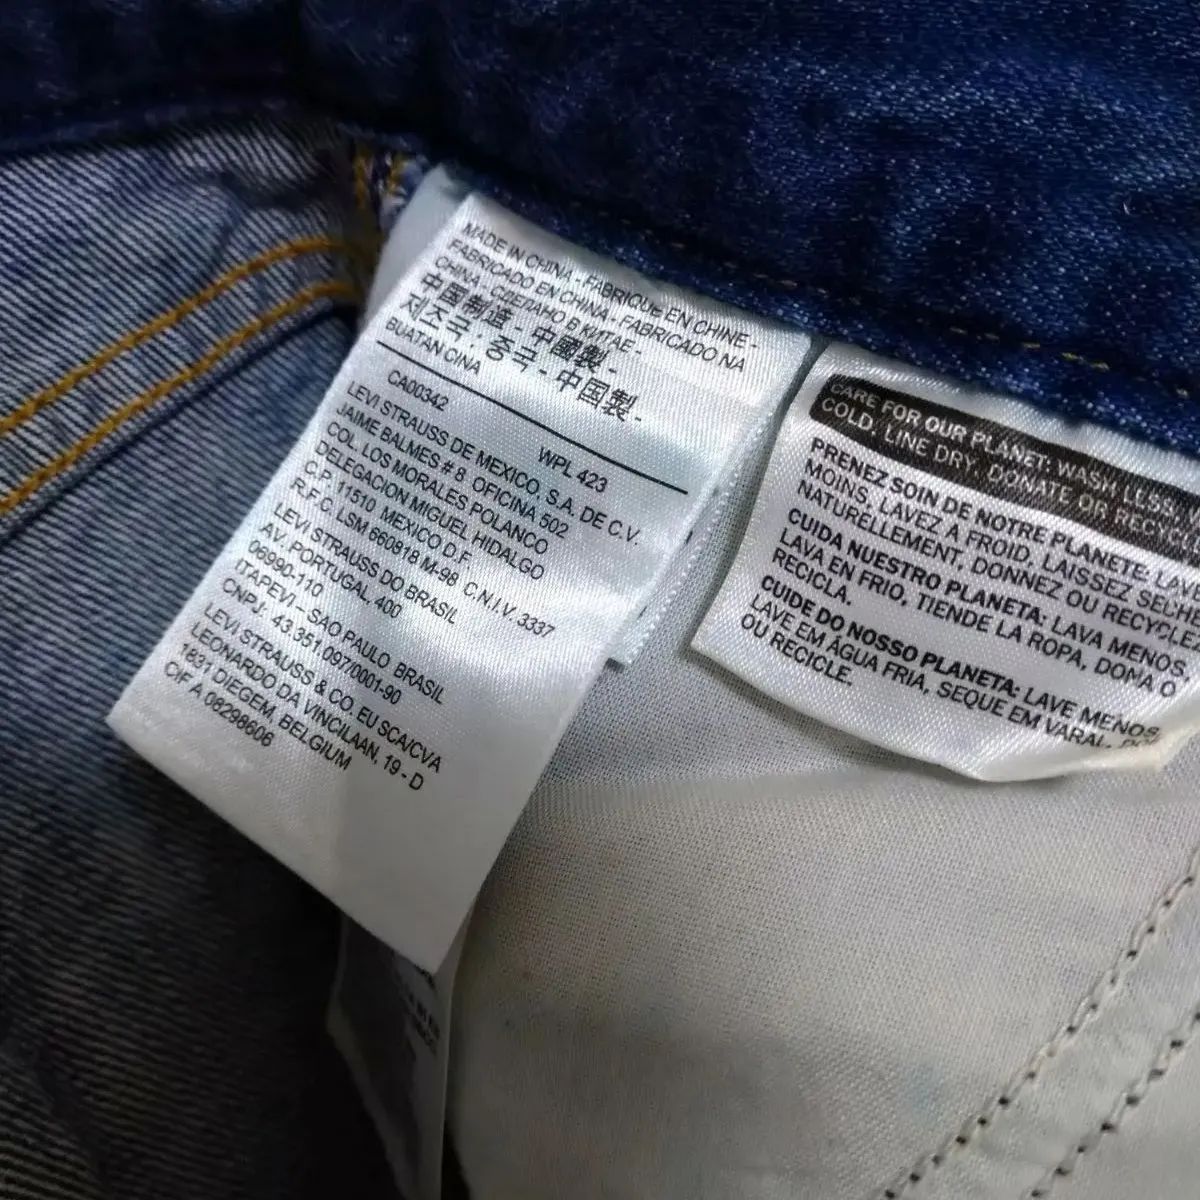 MADE IN CHINA - FABRIQUE EN CHINE -
FABRICADO EN CHINA - FABRICADO NA
CHINA, СДЕЛАНО В КИТАЕ -
中国制造 - 中國製 -
제조국 : 중국 - 中国製 -
BUATAN CINA
CA00342 WPL 423
LEVI STRAUSS DE MEXICO, S.A. DE C.V.
JAIME BALMES # 8, OFICINA 502
COL. LOS MORALES POLANCO
DELEGACION MIGUEL HIDALGO
C.P. 11510 MEXICO D.F.
R.F.C. LSM 660818 M-98 C.N.I.V. 3337
LEVI STRAUSS DO BRASIL
AV. PORTUGAL, 400
06990-110
ITAPEVI – SAO PAULO BRASIL
CNPJ: 43.351.097/0001-90
LEVI STRAUSS & CO. EU SCA/CVA
LEONARDO DA VINCILAAN, 19 - D
1831 DIEGEM, BELGIUM
CIF A 08298606
CARE FOR OUR PLANET: WASH LESS,
COLD, LINE DRY, DONATE OR RECYCLE
PRENEZ SOIN DE NOTRE PLANETE: LAVEZ
MOINS, LAVEZ À FROID, LAISSEZ SÉCHER
NATURELLEMENT, DONNEZ OU RECYCLEZ.
CUIDA NUESTRO PLANETA: LAVA MENOS,
LAVA EN FRIO, TIENDE LA ROPA, DONA O
RECICLA.
CUIDE DO NOSSO PLANETA: LAVE MENOS,
LAVE EM ÁGUA FRIA, SEQUE EM VARAL,
OU RECICLE.